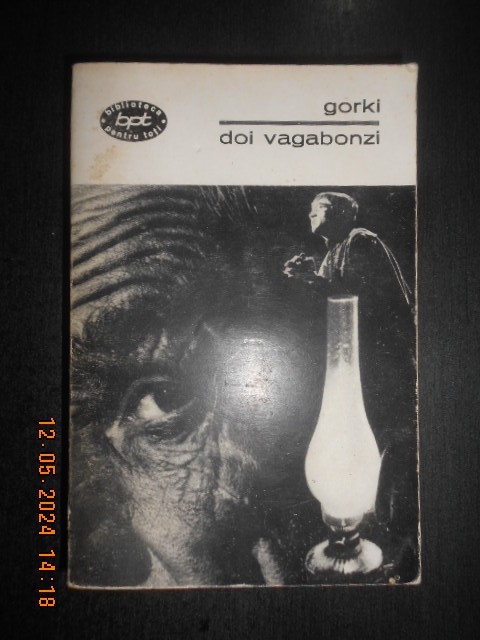 biblioteca
bpt
pentru toți
gorki
doi vagabonzi
12.05.2024 14:18